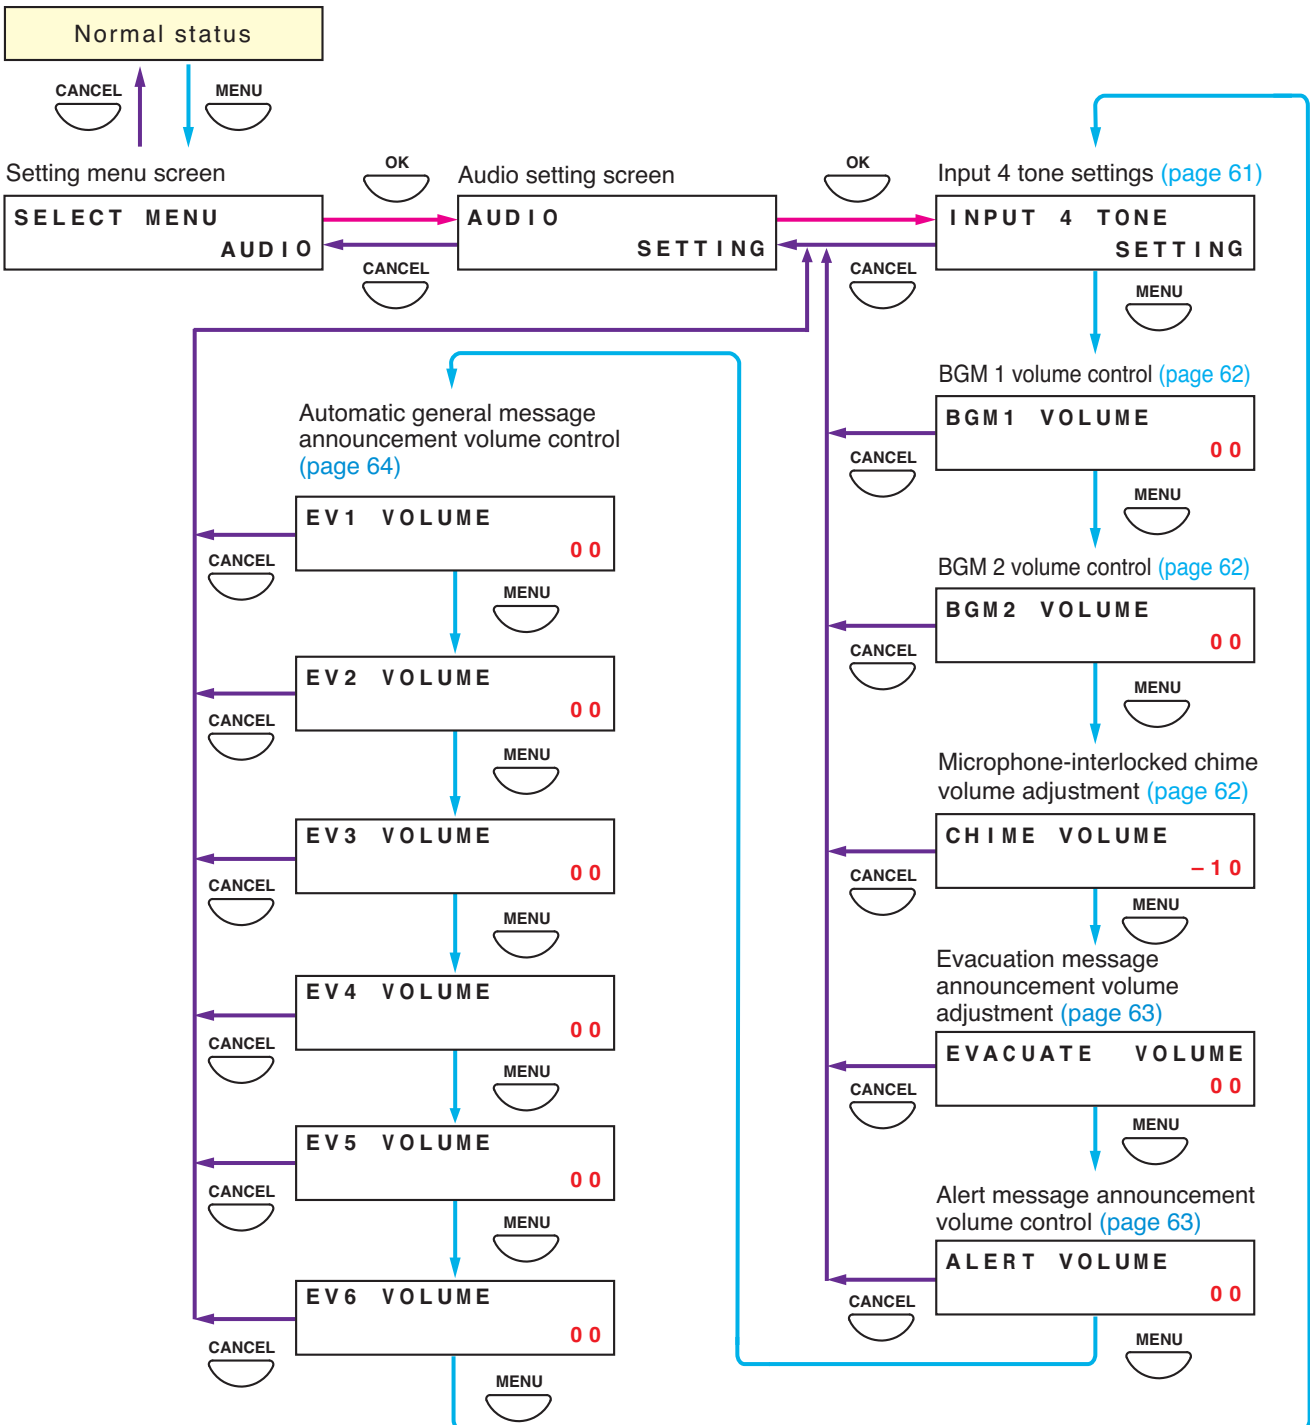 Normal status
CANCEL
MENU
Setting menu screen
SELECT MENU
AUDIO
OK
CANCEL
Audio setting screen
AUDIO
SETTING
OK
CANCEL
Input 4 tone settings (page 61)
INPUT 4 TONE
SETTING
MENU
BGM 1 volume control (page 62)
BGM1 VOLUME
00
CANCEL
MENU
BGM 2 volume control (page 62)
BGM2 VOLUME
00
CANCEL
MENU
Microphone-interlocked chime
volume adjustment (page 62)
CHIME VOLUME
–10
CANCEL
MENU
Evacuation message
announcement volume
adjustment (page 63)
EVACUATE VOLUME
00
CANCEL
MENU
Alert message announcement
volume control (page 63)
ALERT VOLUME
00
CANCEL
MENU
Automatic general message
announcement volume control
(page 64)
EV1 VOLUME
00
CANCEL
MENU
EV2 VOLUME
00
CANCEL
MENU
EV3 VOLUME
00
CANCEL
MENU
EV4 VOLUME
00
CANCEL
MENU
EV5 VOLUME
00
CANCEL
MENU
EV6 VOLUME
00
CANCEL
MENU